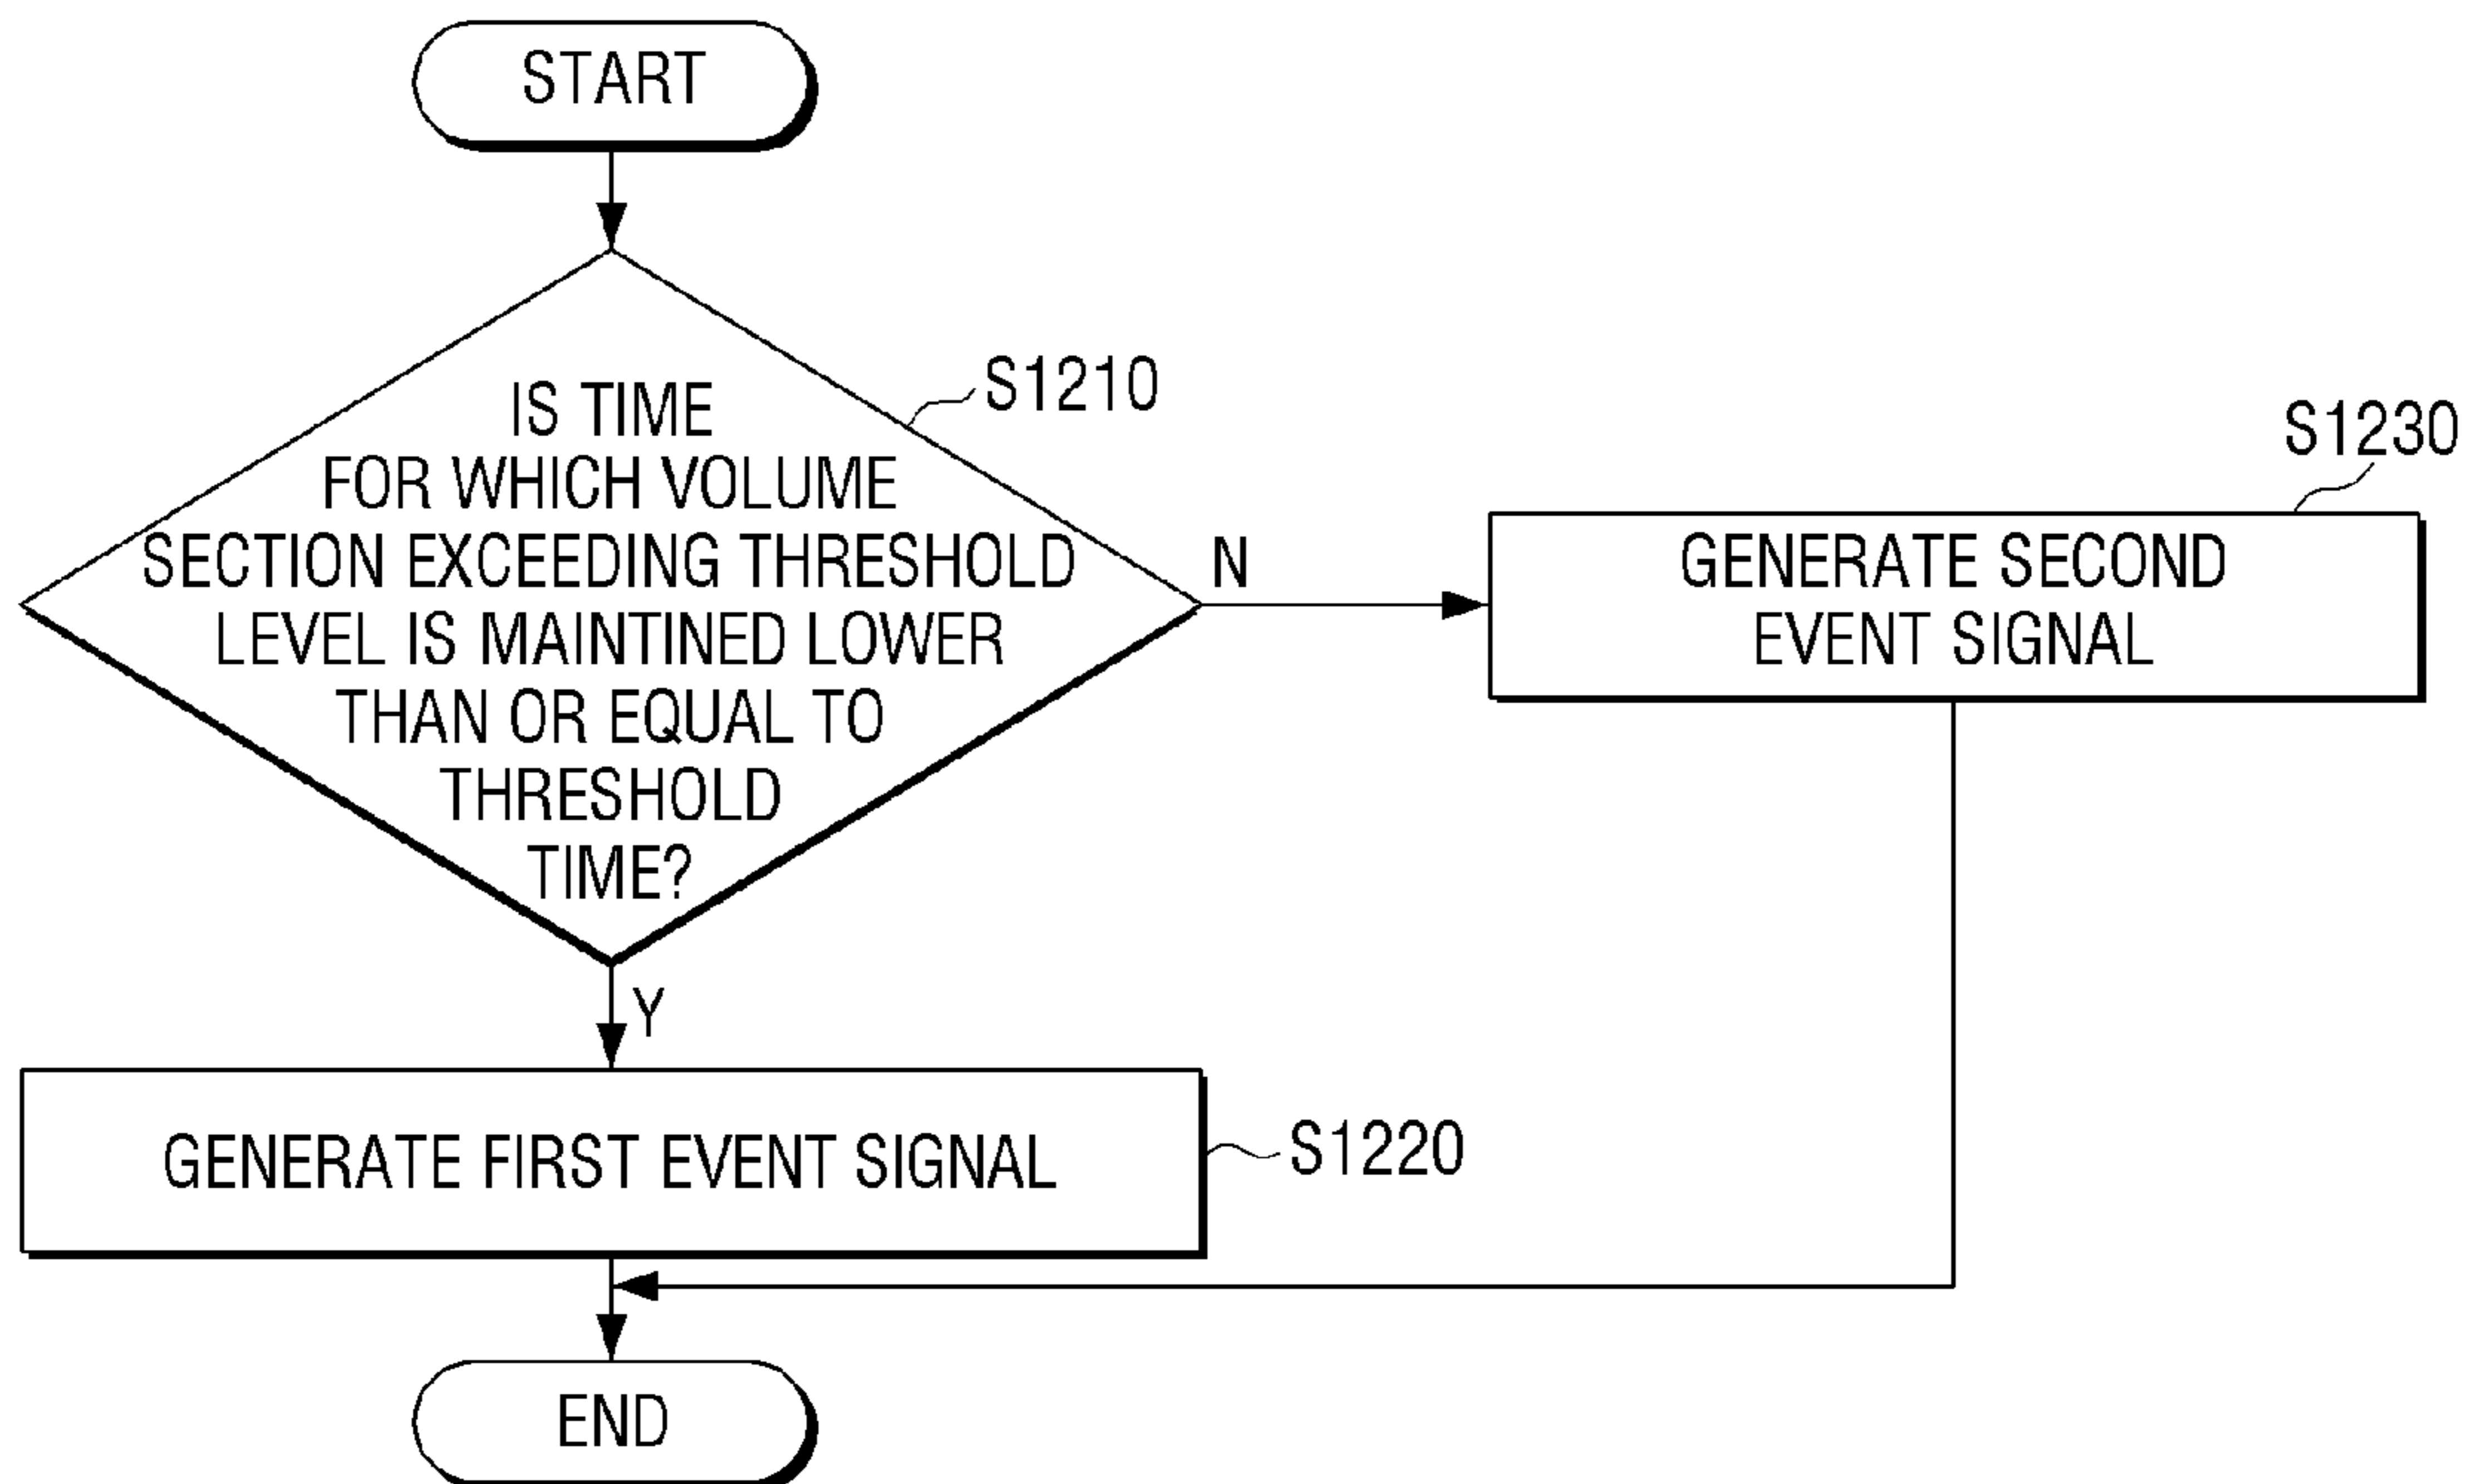 START
IS TIME
FOR WHICH VOLUME
SECTION EXCEEDING THRESHOLD
LEVEL IS MAINTINED LOWER
THAN OR EQUAL TO
THRESHOLD
TIME?
S1210
N
S1230
GENERATE SECOND
EVENT SIGNAL
Y
GENERATE FIRST EVENT SIGNAL
S1220
END